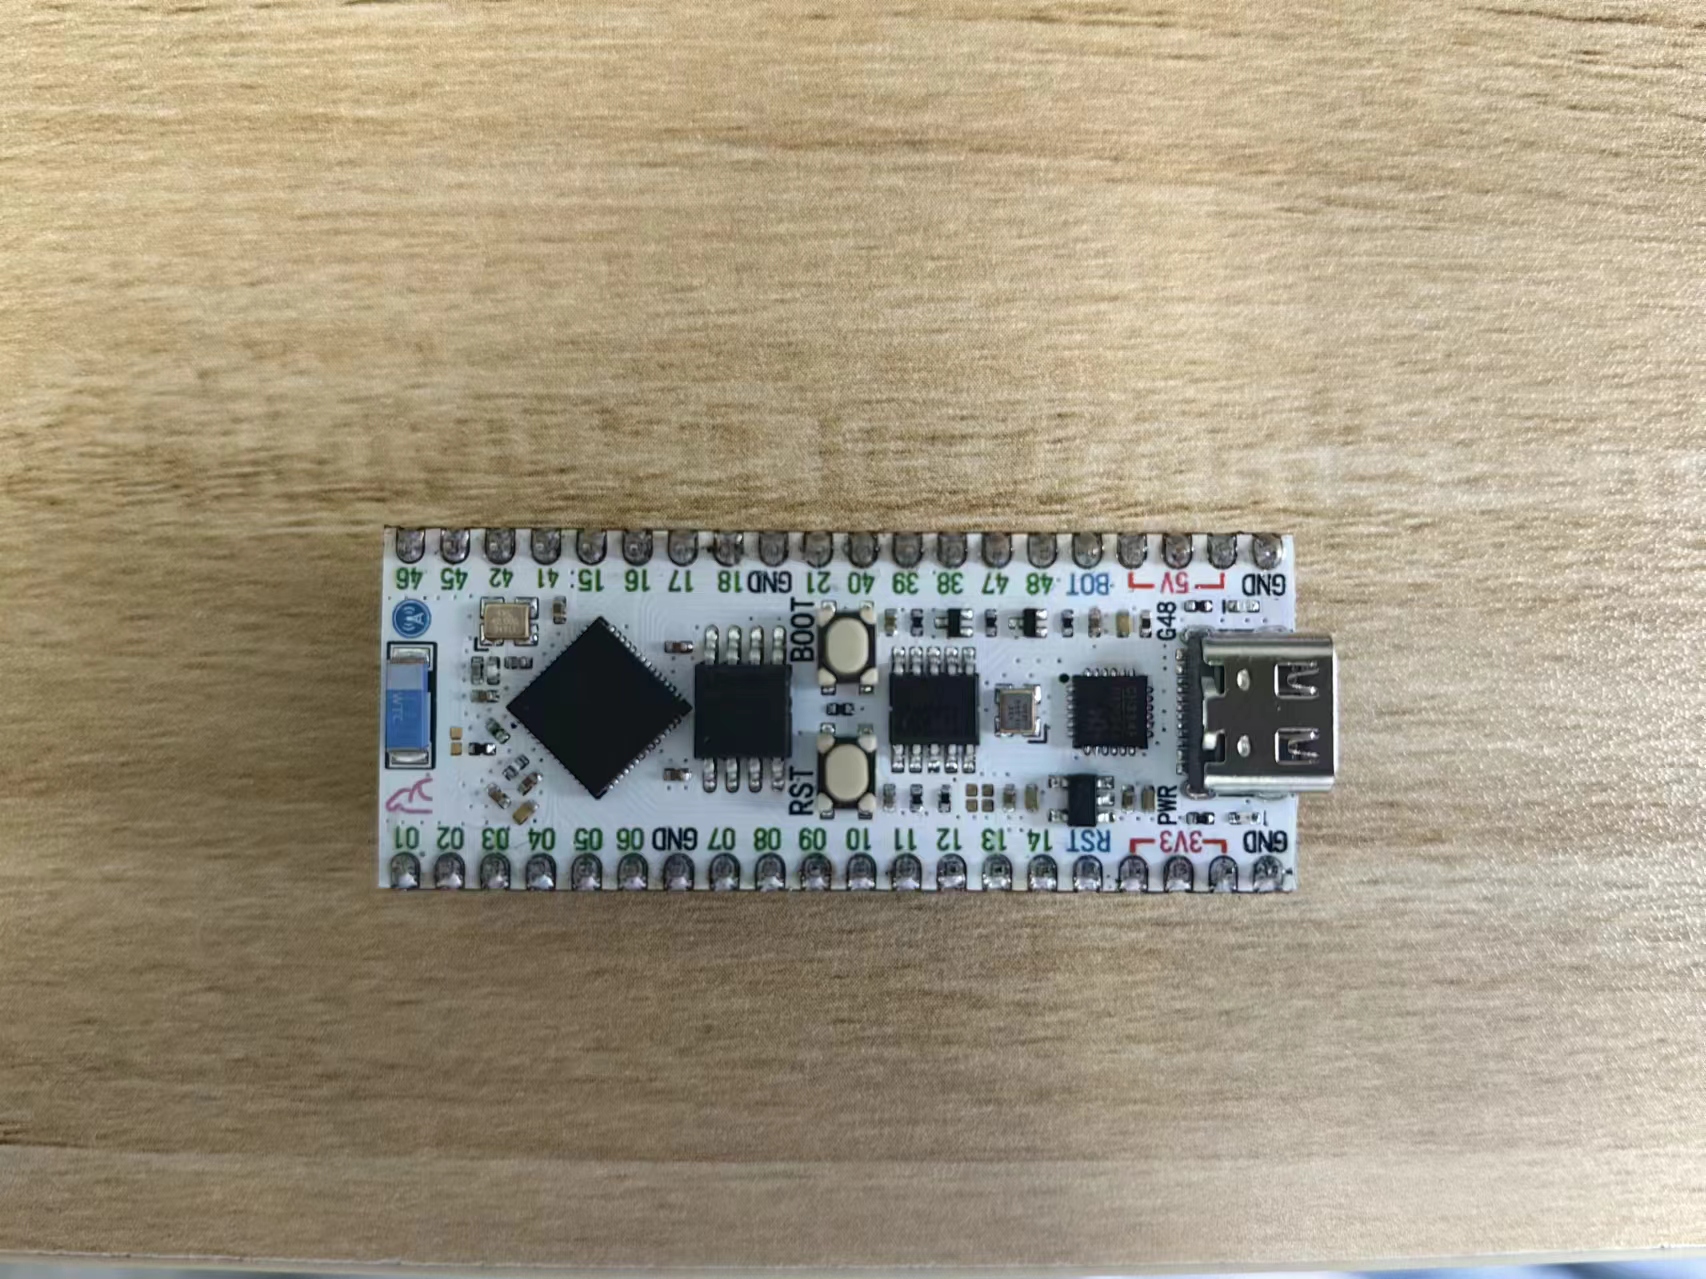 46 45 42 41 15 16 17 18 GND 21 40 39 38 47 48 BOT 5V GND
BOOT
G48
WTC
RST
PWR
01 02 03 04 05 06 GND 07 08 09 10 11 12 13 14 RST 3V3 GND